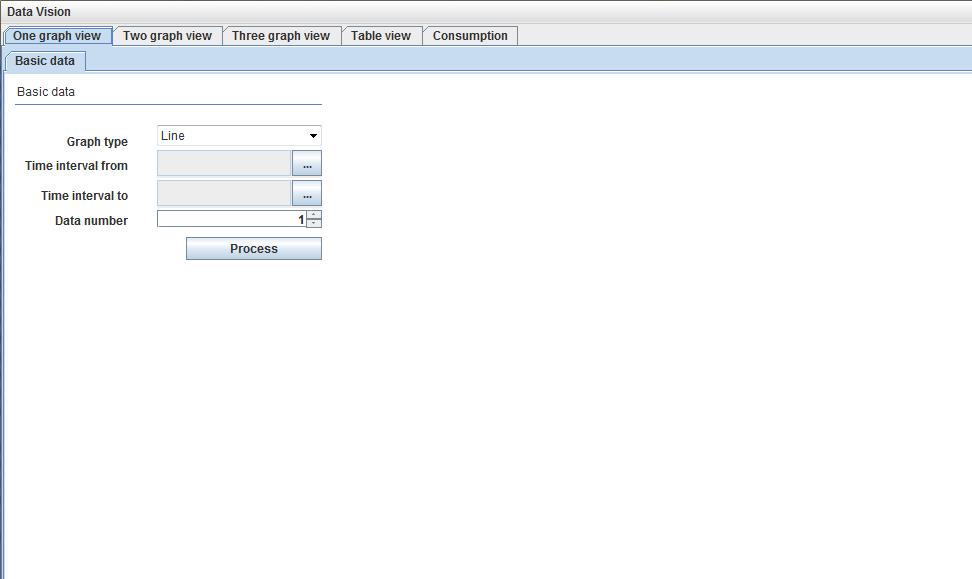 Data Vision
One graph view Two graph view Three graph view Table view Consumption
Basic data
Basic data
Graph type Line
Time interval from ...
Time interval to ...
Data number 1
Process